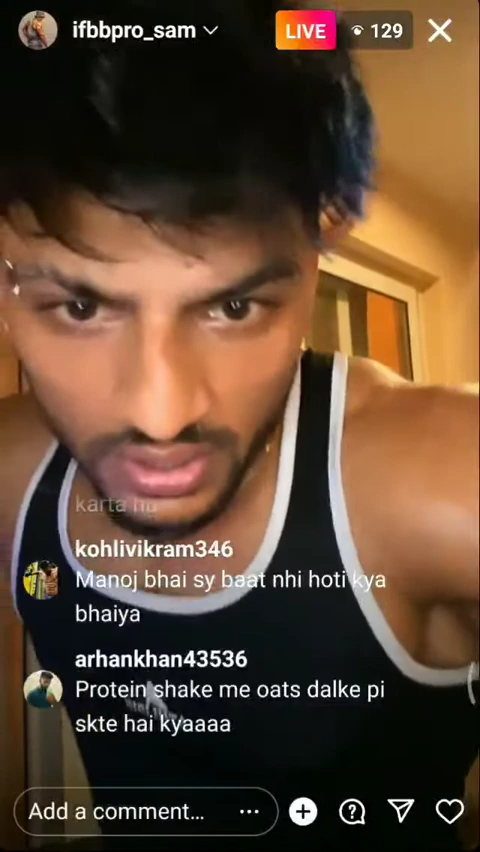 ifbbpro_sam
LIVE
129
karta hu
kohlivikram346
Manoj bhai sy baat nhi hoti kya
bhaiya
arhankhan43536
Protein shake me oats dalke pi
skte hai kyaaaa
Add a comment...